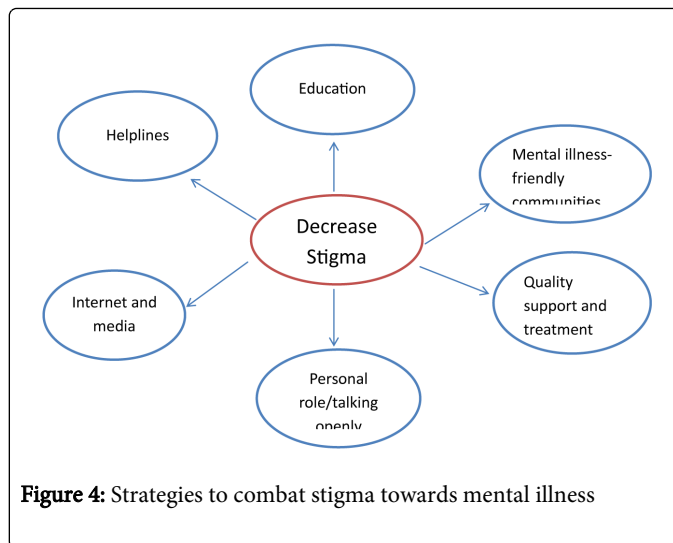 Education
Helplines
Mental illness-
friendly
communities
Decrease
Stigma
Quality
support and
treatment
Internet and
media
Personal
role/talking
openly
Figure 4: Strategies to combat stigma towards mental illness